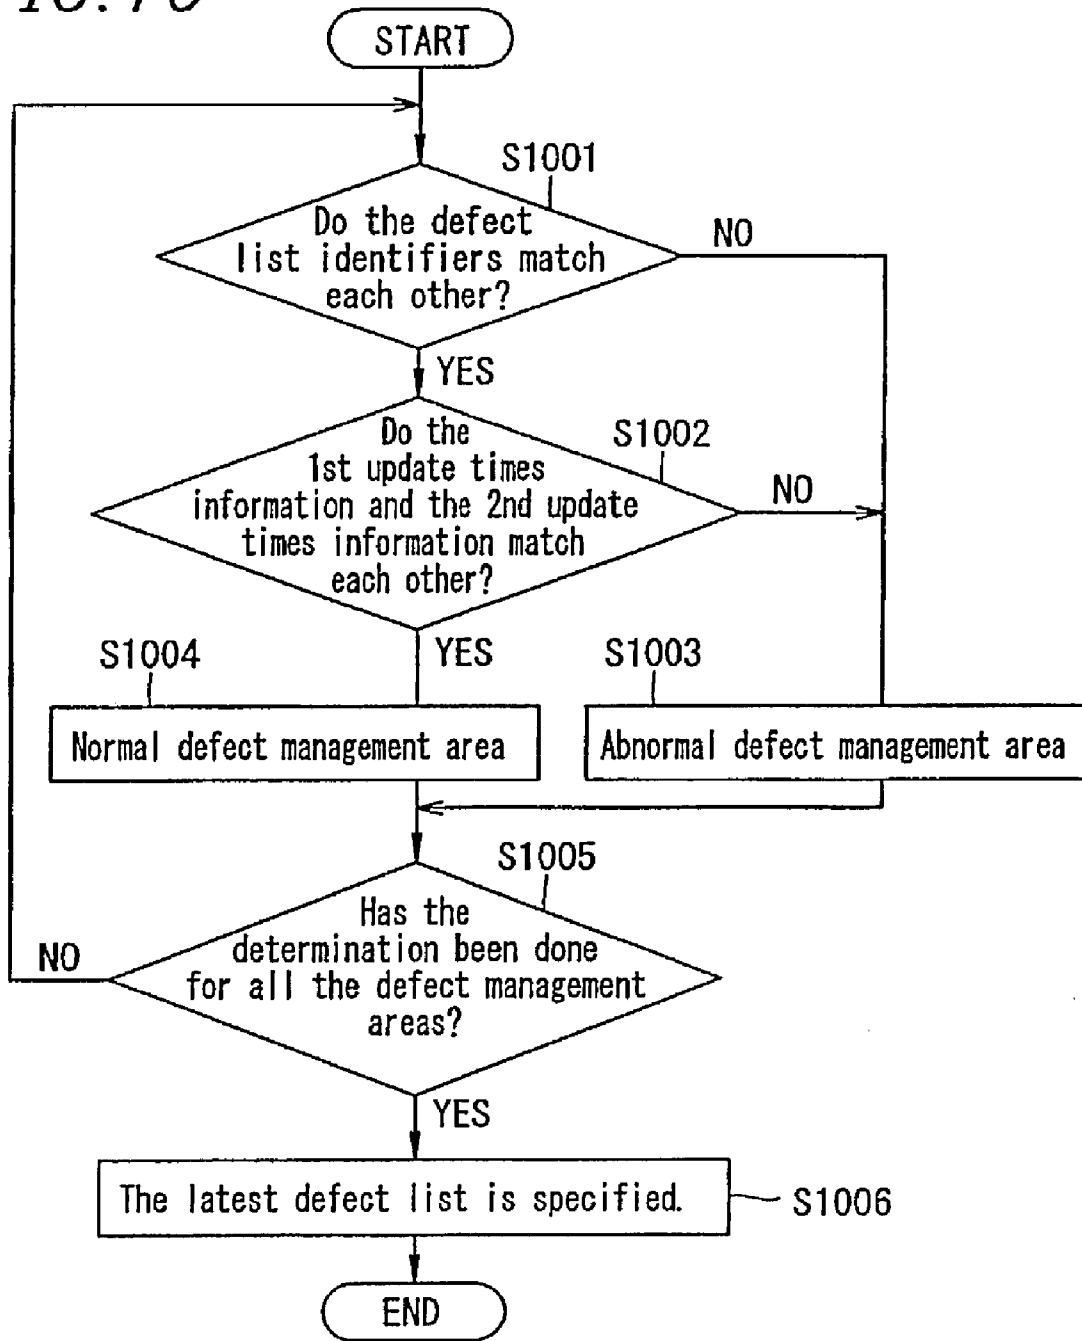 START
S1001
Do the defect
list identifiers match
each other?
NO
YES
S1002
Do the
1st update times
information and the 2nd update
times information match
each other?
NO
YES
S1004
S1003
Normal defect management area
Abnormal defect management area
S1005
Has the
determination been done
for all the defect management
areas?
NO
YES
The latest defect list is specified.
S1006
END